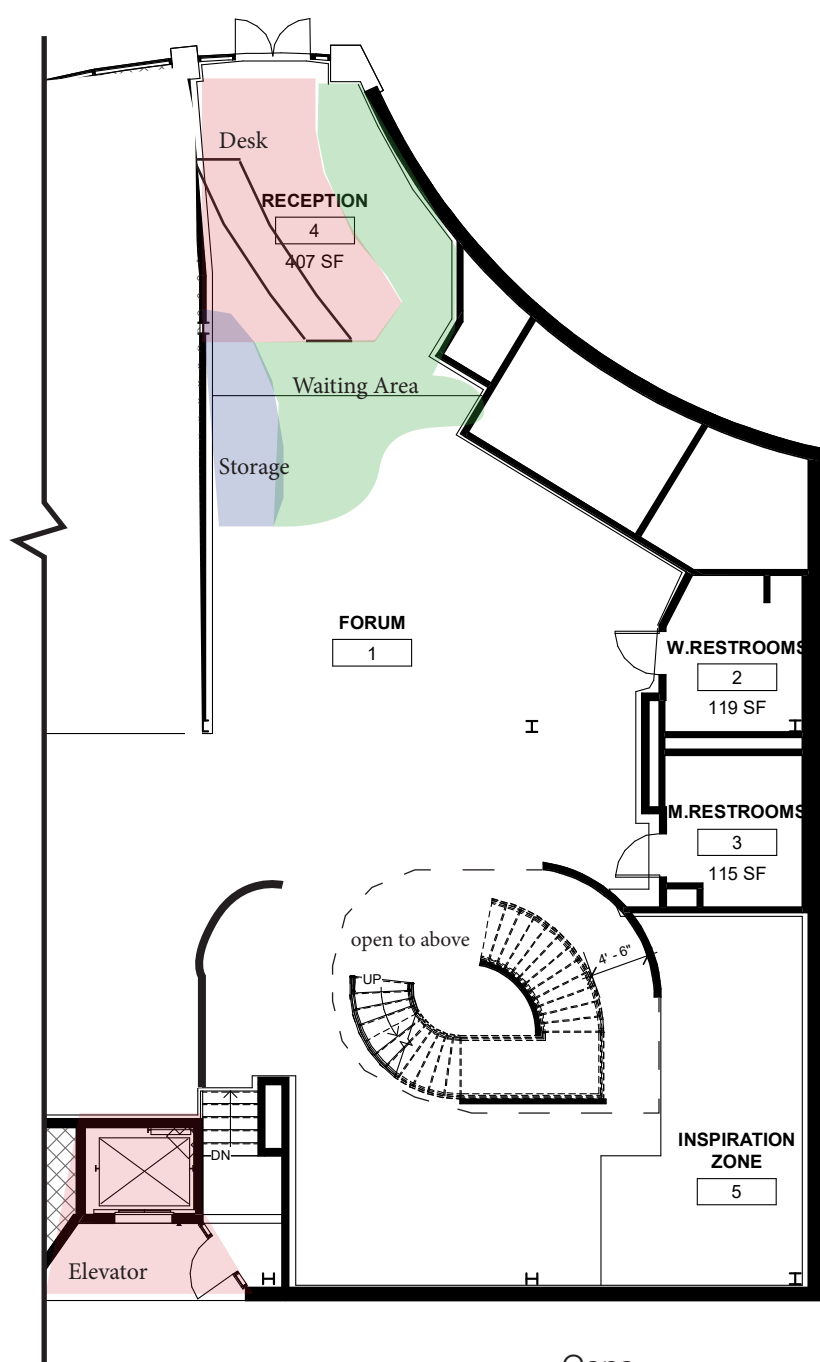 Desk
RECEPTION
4
407 SF
Waiting Area
Storage
FORUM
1
W.RESTROOMS
2
119 SF
M.RESTROOMS
3
115 SF
open to above
4' - 6"
UP
DN
INSPIRATION
ZONE
5
Elevator